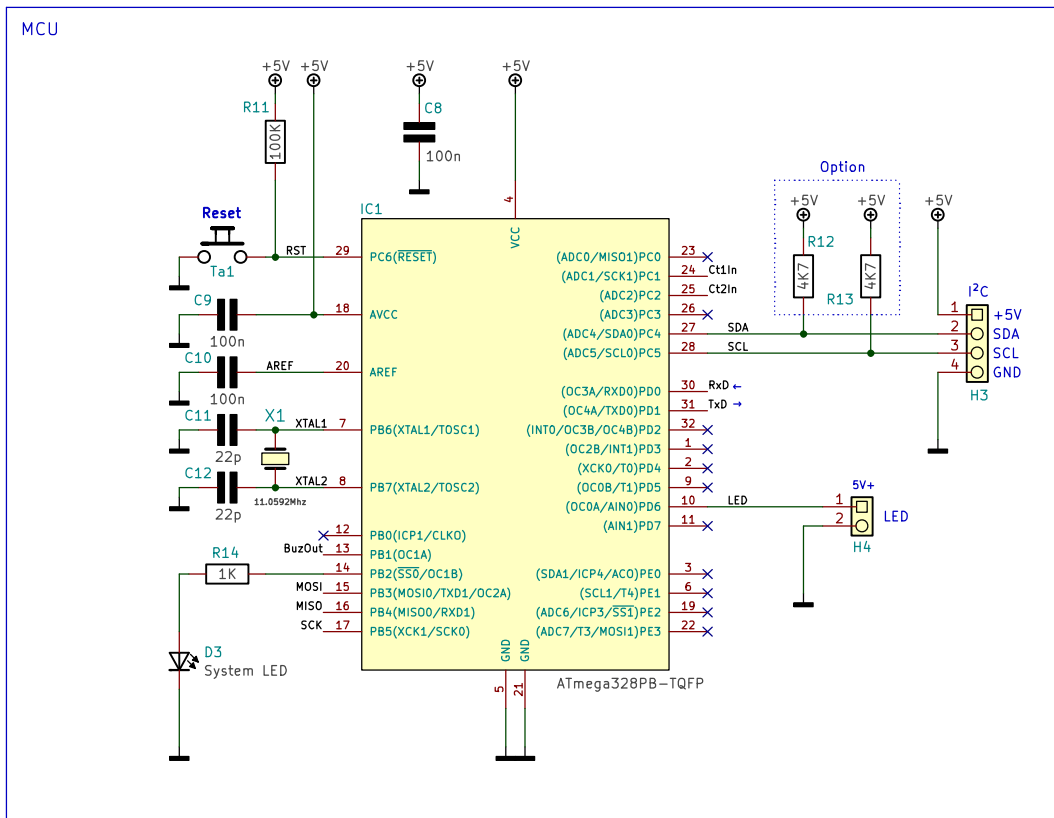 MCU
+5V
+5V
+5V
+5V
R11
100K
C8
100n
Reset
Ta1
RST
C9
100n
C10
100n
AREF
C11
22p
XTAL1
X1
11.0592Mhz
C12
22p
XTAL2
BuzOut
R14
1K
MOSI
MISO
SCK
D3
System LED
IC1
4
VCC
29 PC6(RESET)
18 AVCC
20 AREF
7 PB6(XTAL1/TOSC1)
8 PB7(XTAL2/TOSC2)
12 PB0(ICP1/CLKO)
13 PB1(OC1A)
14 PB2(SS0/OC1B)
15 PB3(MOSI0/TXD1/OC2A)
16 PB4(MISO0/RXD1)
17 PB5(XCK1/SCK0)
(ADC0/MISO1)PC0 23
(ADC1/SCK1)PC1 24 Ct1In
(ADC2)PC2 25 Ct2In
(ADC3)PC3 26
(ADC4/SDA0)PC4 27 SDA
(ADC5/SCL0)PC5 28 SCL
(OC3A/RXD0)PD0 30 RxD ←
(OC4A/TXD0)PD1 31 TxD →
(INT0/OC3B/OC4B)PD2 32
(OC2B/INT1)PD3 1
(XCK0/T0)PD4 2
(OC0B/T1)PD5 9
(OC0A/AIN0)PD6 10 LED
(AIN1)PD7 11
(SDA1/ICP4/ACO)PE0 3
(SCL1/T4)PE1 6
(ADC6/ICP3/SS1)PE2 19
(ADC7/T3/MOSI1)PE3 22
GND
GND
5
21
ATmega328PB-TQFP
Option
+5V
+5V
+5V
R12
4K7
R13
4K7
I²C
1 +5V
2 SDA
3 SCL
4 GND
H3
5V+
1
2
LED
H4